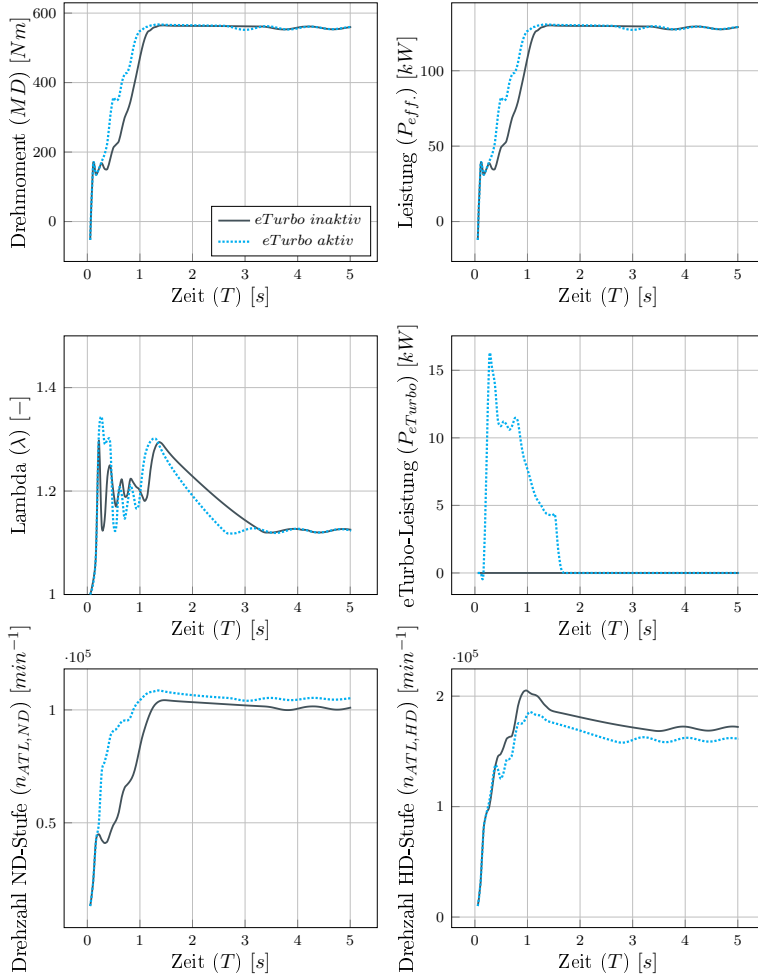 600
400
200
0
Drehmoment (MD) [Nm]
eTurbo inaktiv
eTurbo aktiv
0 1 2 3 4 5
Zeit (T) [s]
100
50
0
Leistung (P_eff.) [kW]
0 1 2 3 4 5
Zeit (T) [s]
1.4
1.2
1
Lambda (λ) [−]
0 1 2 3 4 5
Zeit (T) [s]
15
10
5
0
eTurbo-Leistung (P_eTurbo) [kW]
0 1 2 3 4 5
Zeit (T) [s]
·10⁵
1
0.5
Drehzahl ND-Stufe (n_ATL,ND) [min⁻¹]
0 1 2 3 4 5
Zeit (T) [s]
·10⁵
2
1
0
Drehzahl HD-Stufe (n_ATL,HD) [min⁻¹]
0 1 2 3 4 5
Zeit (T) [s]